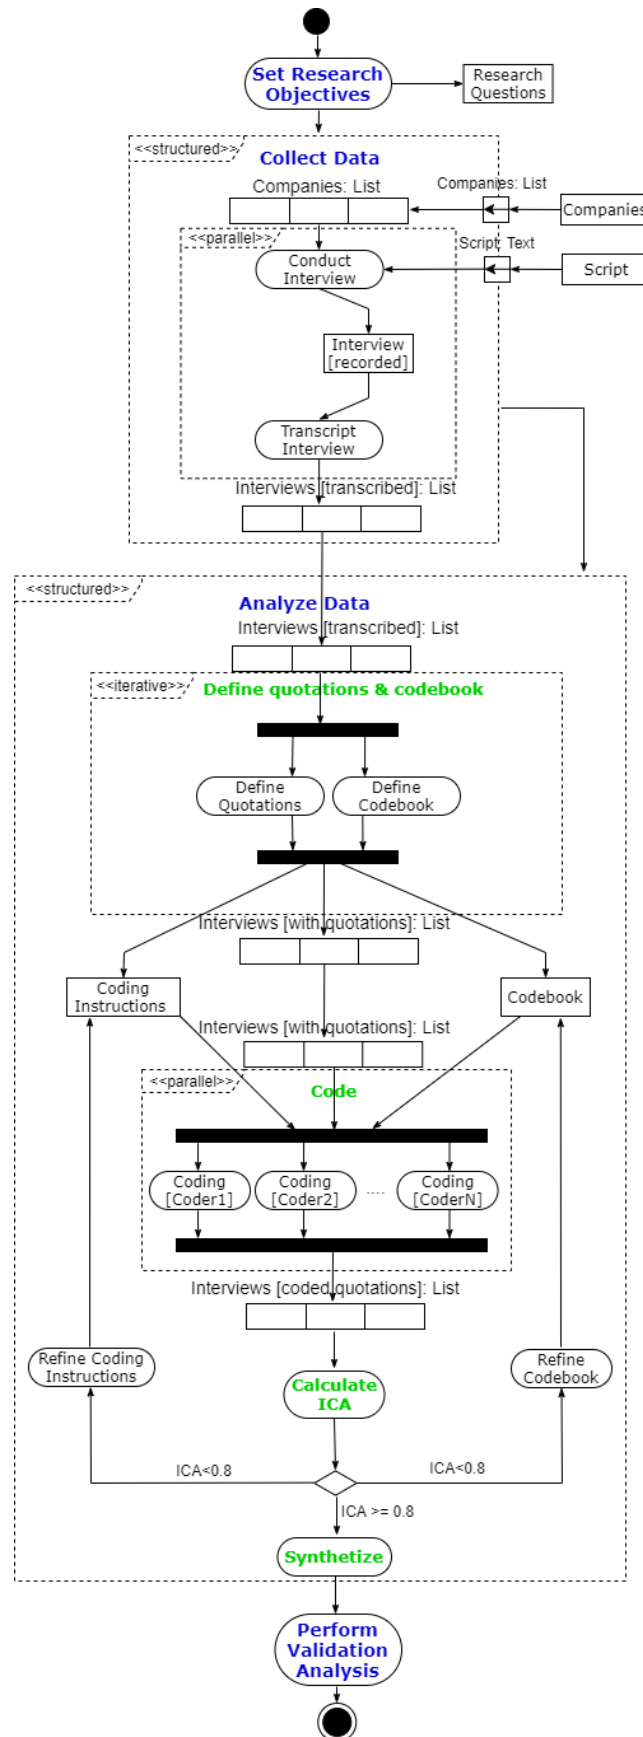 Set Research
Objectives
Research
Questions
<<structured>>
Collect Data
Companies: List
Companies: List
Companies
<<parallel>>
Script: Text
Conduct
Interview
Script
Interview
[recorded]
Transcript
Interview
Interviews [transcribed]: List
<<structured>>
Analyze Data
Interviews [transcribed]: List
<<iterative>>
Define quotations & codebook
Define
Quotations
Define
Codebook
Interviews [with quotations]: List
Coding
Instructions
Codebook
Interviews [with quotations]: List
<<parallel>>
Code
Coding
[Coder1]
Coding
[Coder2]
....
Coding
[CoderN]
Interviews [coded quotations]: List
Refine Coding
Instructions
Refine
Codebook
Calculate
ICA
ICA<0.8
ICA<0.8
ICA >= 0.8
Synthetize
Perform
Validation
Analysis